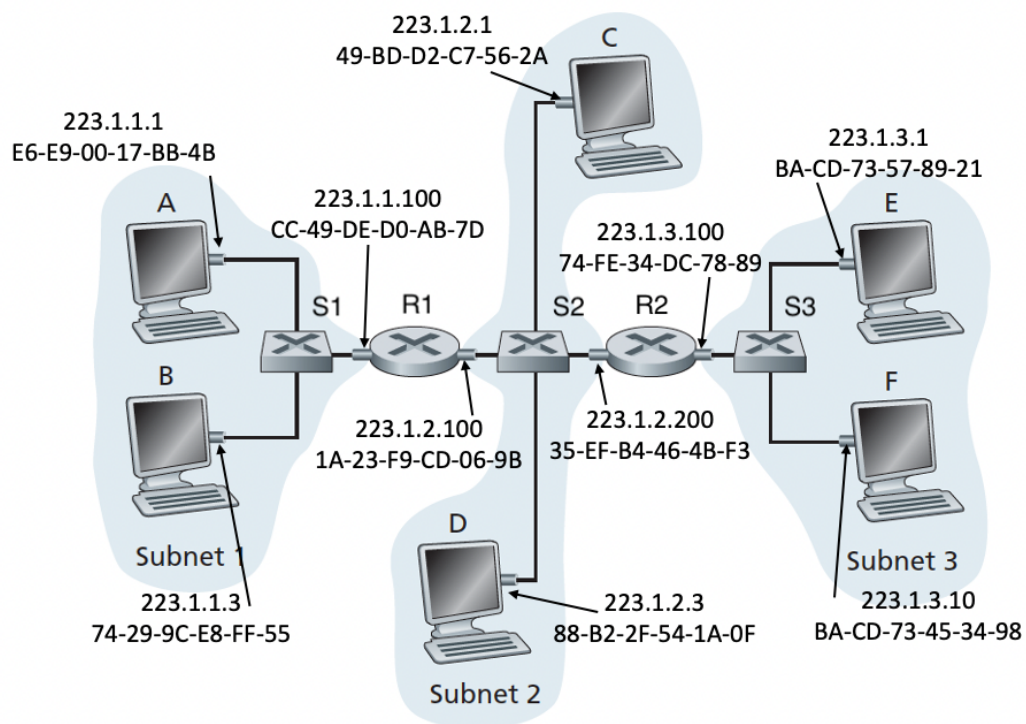 223.1.2.1
49-BD-D2-C7-56-2A
C
223.1.1.1
E6-E9-00-17-BB-4B
A
223.1.1.100
CC-49-DE-D0-AB-7D
223.1.3.1
BA-CD-73-57-89-21
E
223.1.3.100
74-FE-34-DC-78-89
S1
R1
S2
R2
S3
B
F
223.1.2.100
1A-23-F9-CD-06-9B
223.1.2.200
35-EF-B4-46-4B-F3
D
Subnet 1
Subnet 3
223.1.1.3
74-29-9C-E8-FF-55
223.1.2.3
88-B2-2F-54-1A-0F
223.1.3.10
BA-CD-73-45-34-98
Subnet 2